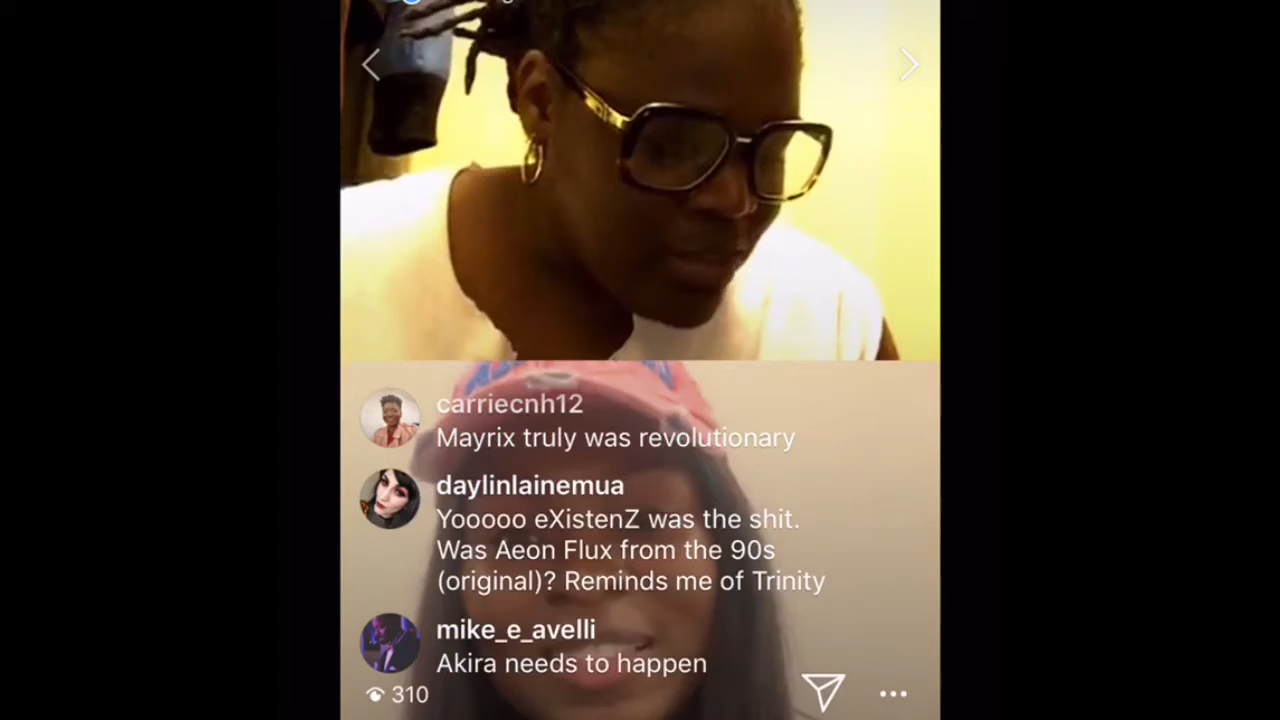 carriecnh12
Mayrix truly was revolutionary
daylinlainemua
Yooooo eXistenZ was the shit.
Was Aeon Flux from the 90s
(original)? Reminds me of Trinity
mike_e_avelli
Akira needs to happen
310